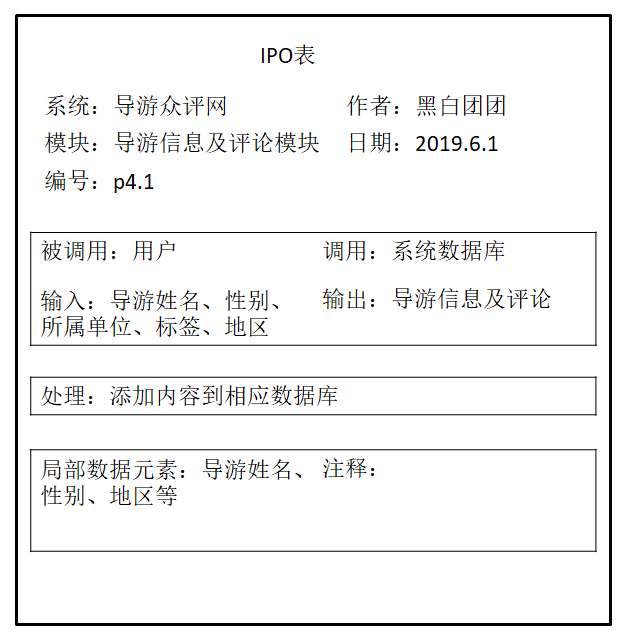 IPO表
系统：导游众评网 作者：黑白团团
模块：导游信息及评论模块 日期：2019.6.1
编号：p4.1
被调用：用户 调用：系统数据库
输入：导游姓名、性别、 输出：导游信息及评论
所属单位、标签、地区
处理：添加内容到相应数据库
局部数据元素：导游姓名、 注释：
性别、地区等